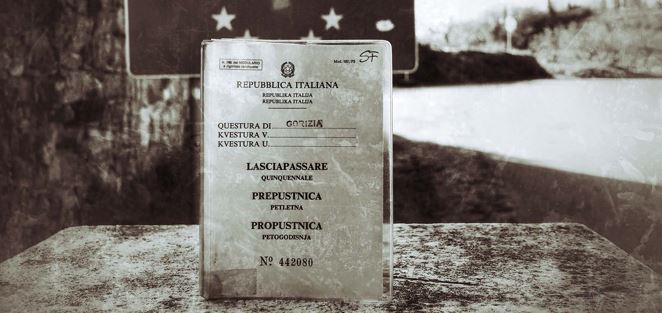 SF
REPUBBLICA ITALIANA
REPUBLIKA ITALIJA
REPUBLIKA ITALIJA
QUESTURA DI GORIZIA
KVESTURA V.
KVESTURA U.
LASCIAPASSARE
QUINQUENNALE
PREPUSTNICA
PETLETNA
PROPUSTNICA
PETOGODISNJA
Nº 442080